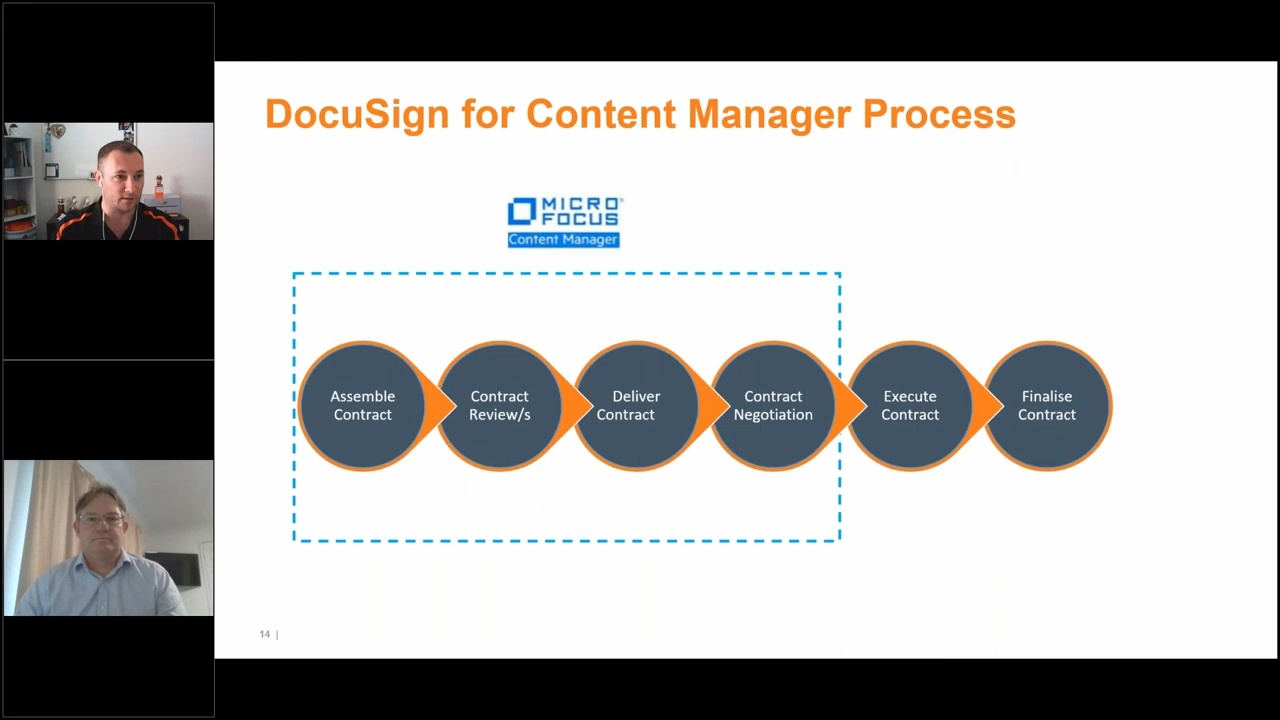 DocuSign for Content Manager Process
MICRO
FOCUS
Content Manager
Assemble
Contract
Contract
Review/s
Deliver
Contract
Contract
Negotiation
Execute
Contract
Finalise
Contract
14 |